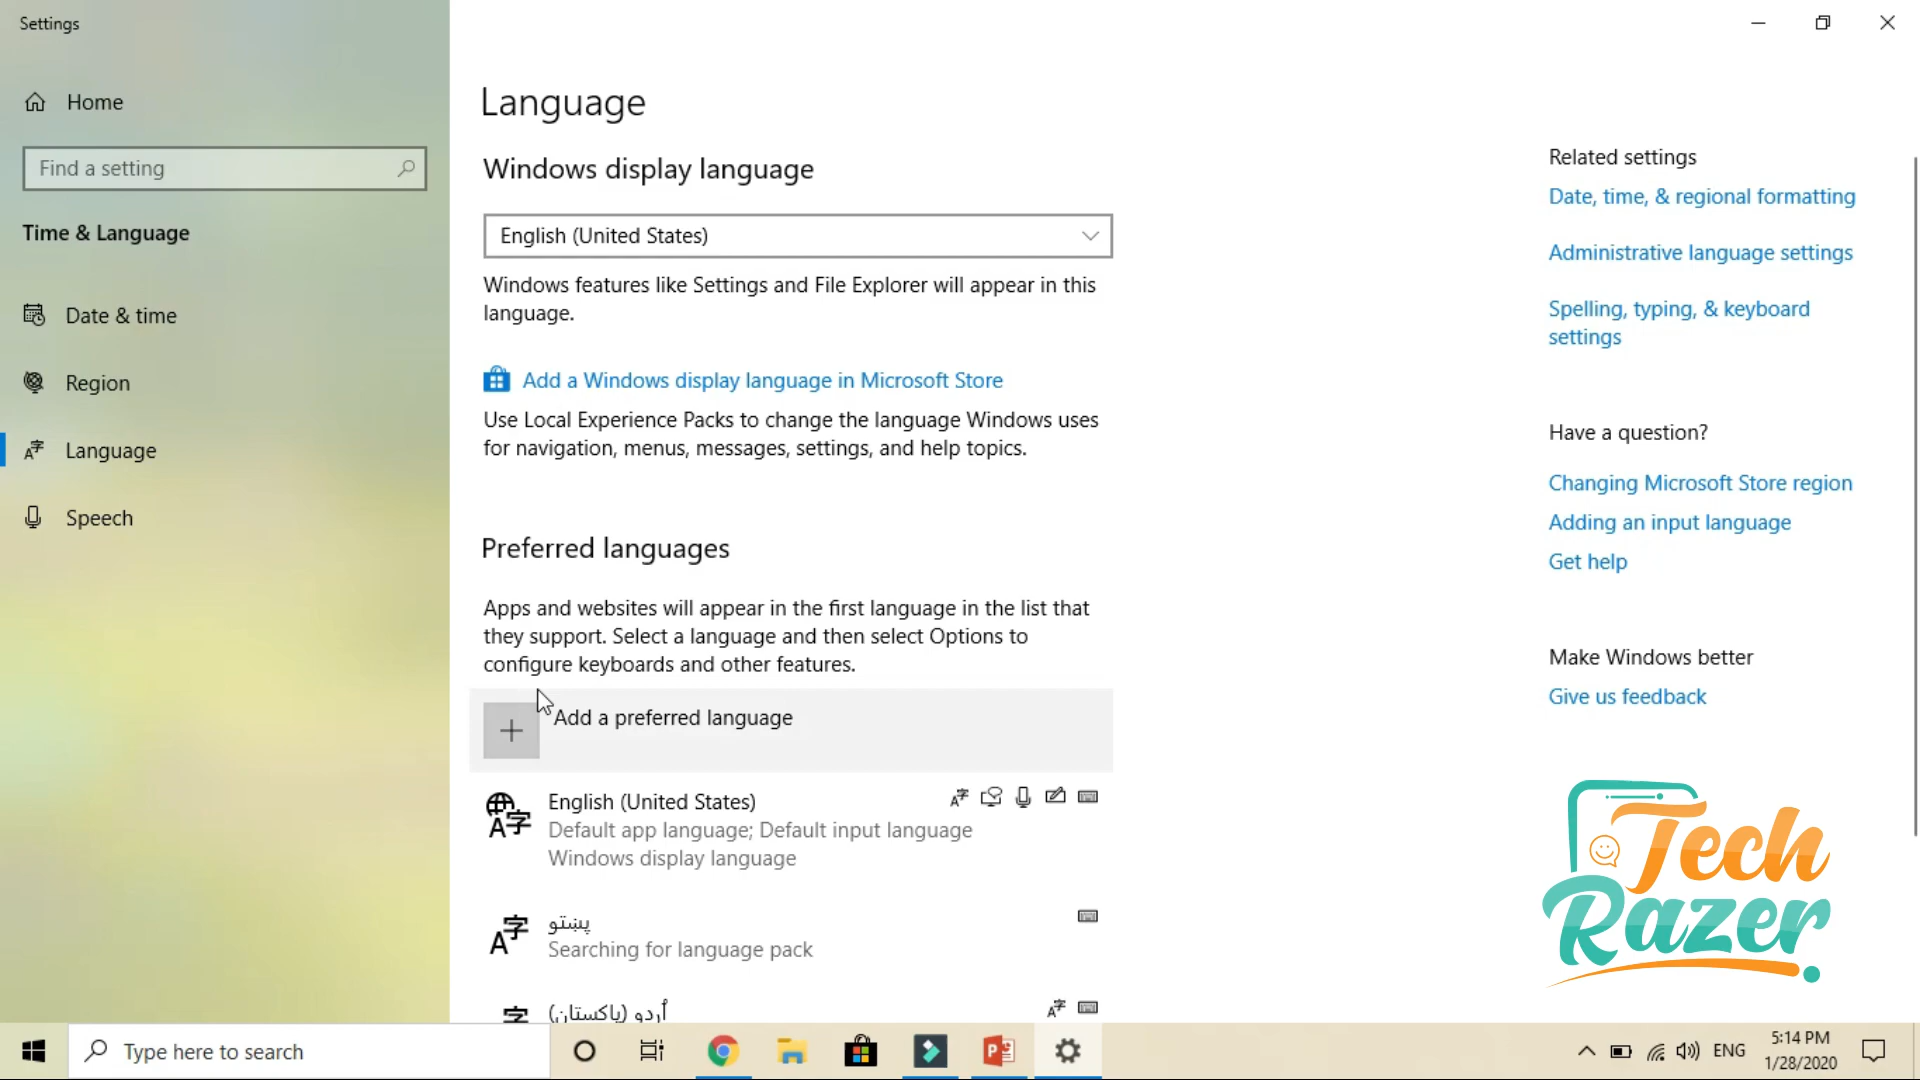 Settings
Home
Find a setting
Time & Language
Date & time
Region
Language
Speech
Language
Windows display language
English (United States)
Windows features like Settings and File Explorer will appear in this
language.
Add a Windows display language in Microsoft Store
Use Local Experience Packs to change the language Windows uses
for navigation, menus, messages, settings, and help topics.
Preferred languages
Apps and websites will appear in the first language in the list that
they support. Select a language and then select Options to
configure keyboards and other features.
Add a preferred language
English (United States)
Default app language; Default input language
Windows display language
پښتو
Searching for language pack
اُردو (پاکستان)
Related settings
Date, time, & regional formatting
Administrative language settings
Spelling, typing, & keyboard
settings
Have a question?
Changing Microsoft Store region
Adding an input language
Get help
Make Windows better
Give us feedback
Tech
Razer
Type here to search
ENG
5:14 PM
1/28/2020